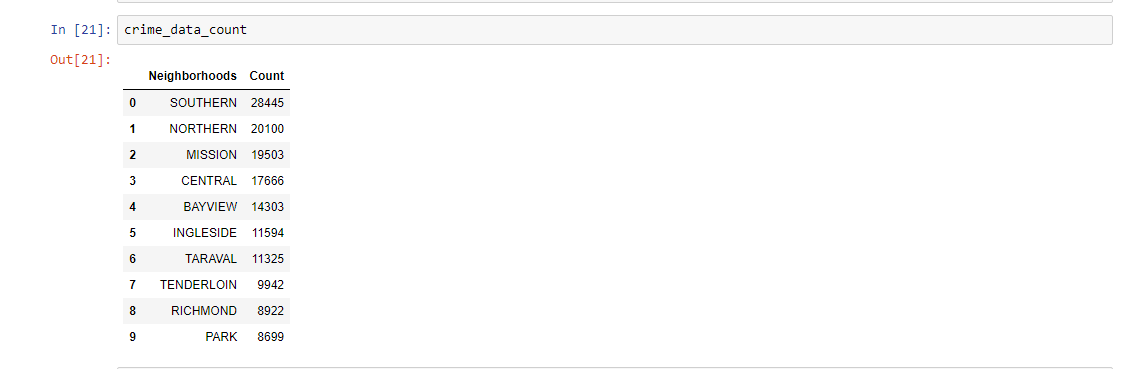 In [21]: crime_data_count
Out[21]:
Neighborhoods Count
0 SOUTHERN 28445
1 NORTHERN 20100
2 MISSION 19503
3 CENTRAL 17666
4 BAYVIEW 14303
5 INGLESIDE 11594
6 TARAVAL 11325
7 TENDERLOIN 9942
8 RICHMOND 8922
9 PARK 8699